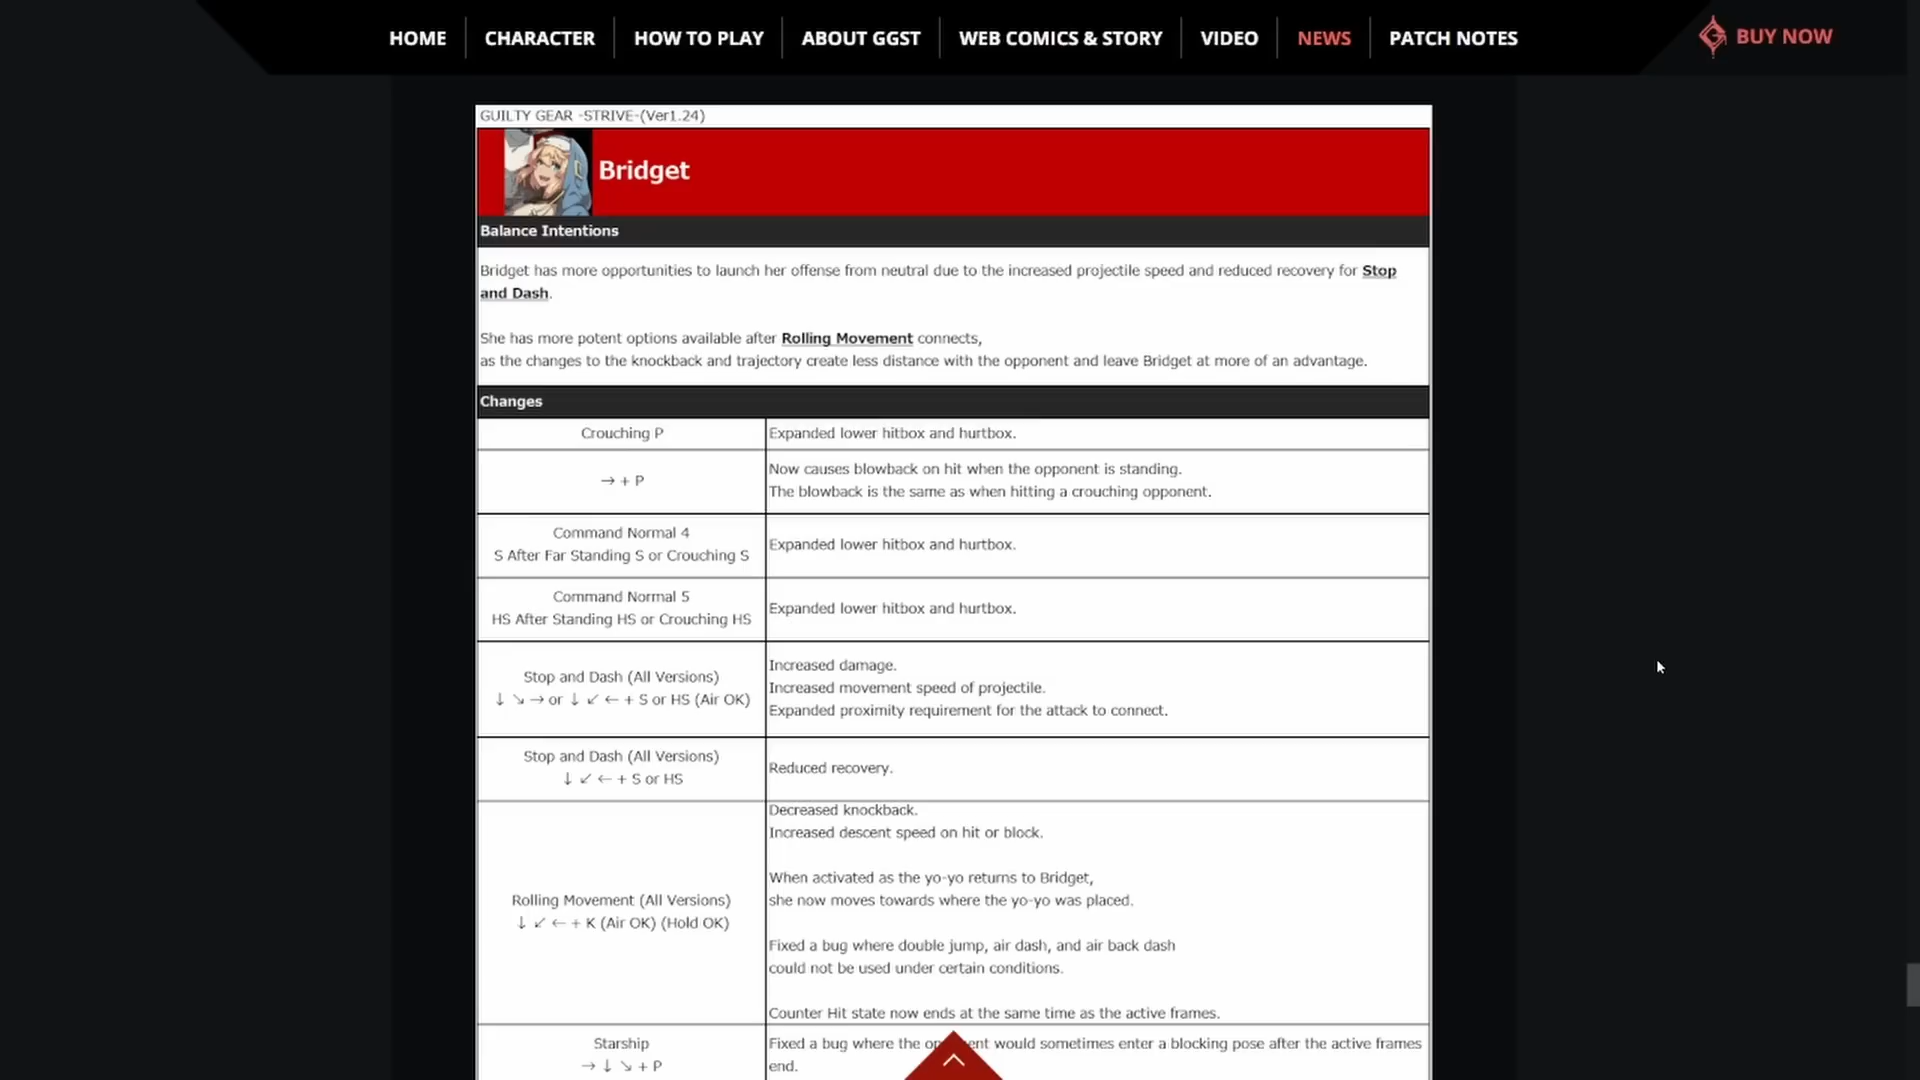 HOME
CHARACTER
HOW TO PLAY
ABOUT GGST
WEB COMICS & STORY
VIDEO
NEWS
PATCH NOTES
BUY NOW
GUILTY GEAR -STRIVE-(Ver1.24)
Bridget
Balance Intentions
Bridget has more opportunities to launch her offense from neutral due to the increased projectile speed and reduced recovery for Stop
and Dash.
She has more potent options available after Rolling Movement connects,
as the changes to the knockback and trajectory create less distance with the opponent and leave Bridget at more of an advantage.
Changes
Crouching P
Expanded lower hitbox and hurtbox.
→ + P
Now causes blowback on hit when the opponent is standing.
The blowback is the same as when hitting a crouching opponent.
Command Normal 4
S After Far Standing S or Crouching S
Expanded lower hitbox and hurtbox.
Command Normal 5
HS After Standing HS or Crouching HS
Expanded lower hitbox and hurtbox.
Stop and Dash (All Versions)
↓ ↘ → or ↓ ↙ ← + S or HS (Air OK)
Increased damage.
Increased movement speed of projectile.
Expanded proximity requirement for the attack to connect.
Stop and Dash (All Versions)
↓ ↙ ← + S or HS
Reduced recovery.
Rolling Movement (All Versions)
↓ ↙ ← + K (Air OK) (Hold OK)
Decreased knockback.
Increased descent speed on hit or block.
When activated as the yo-yo returns to Bridget,
she now moves towards where the yo-yo was placed.
Fixed a bug where double jump, air dash, and air back dash
could not be used under certain conditions.
Counter Hit state now ends at the same time as the active frames.
Starship
→ ↓ ↘ + P
Fixed a bug where the would sometimes enter a blocking pose after the active frames
end.